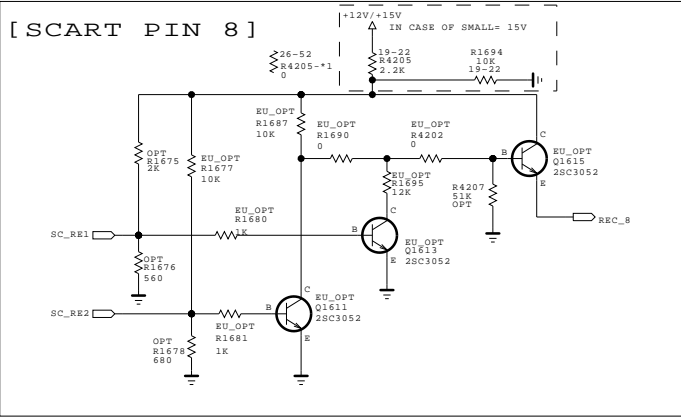 [SCART PIN 8]
+12V/+15V
IN CASE OF SMALL= 15V
26-52
R4205-*1
0
19-22
R4205
2.2K
R1694
10K
19-22
EU_OPT
R1687
10K
EU_OPT
R1690
0
EU_OPT
R4202
0
C
B
E
EU_OPT
Q1615
2SC3052
OPT
R1675
2K
EU_OPT
R1677
10K
EU_OPT
R1695
12K
R4207
51K
OPT
REC_8
EU_OPT
R1680
1K
SC_RE1
C
B
E
EU_OPT
Q1613
2SC3052
OPT
R1676
560
SC_RE2
EU_OPT
R1681
1K
C
B
E
EU_OPT
Q1611
2SC3052
OPT
R1678
680